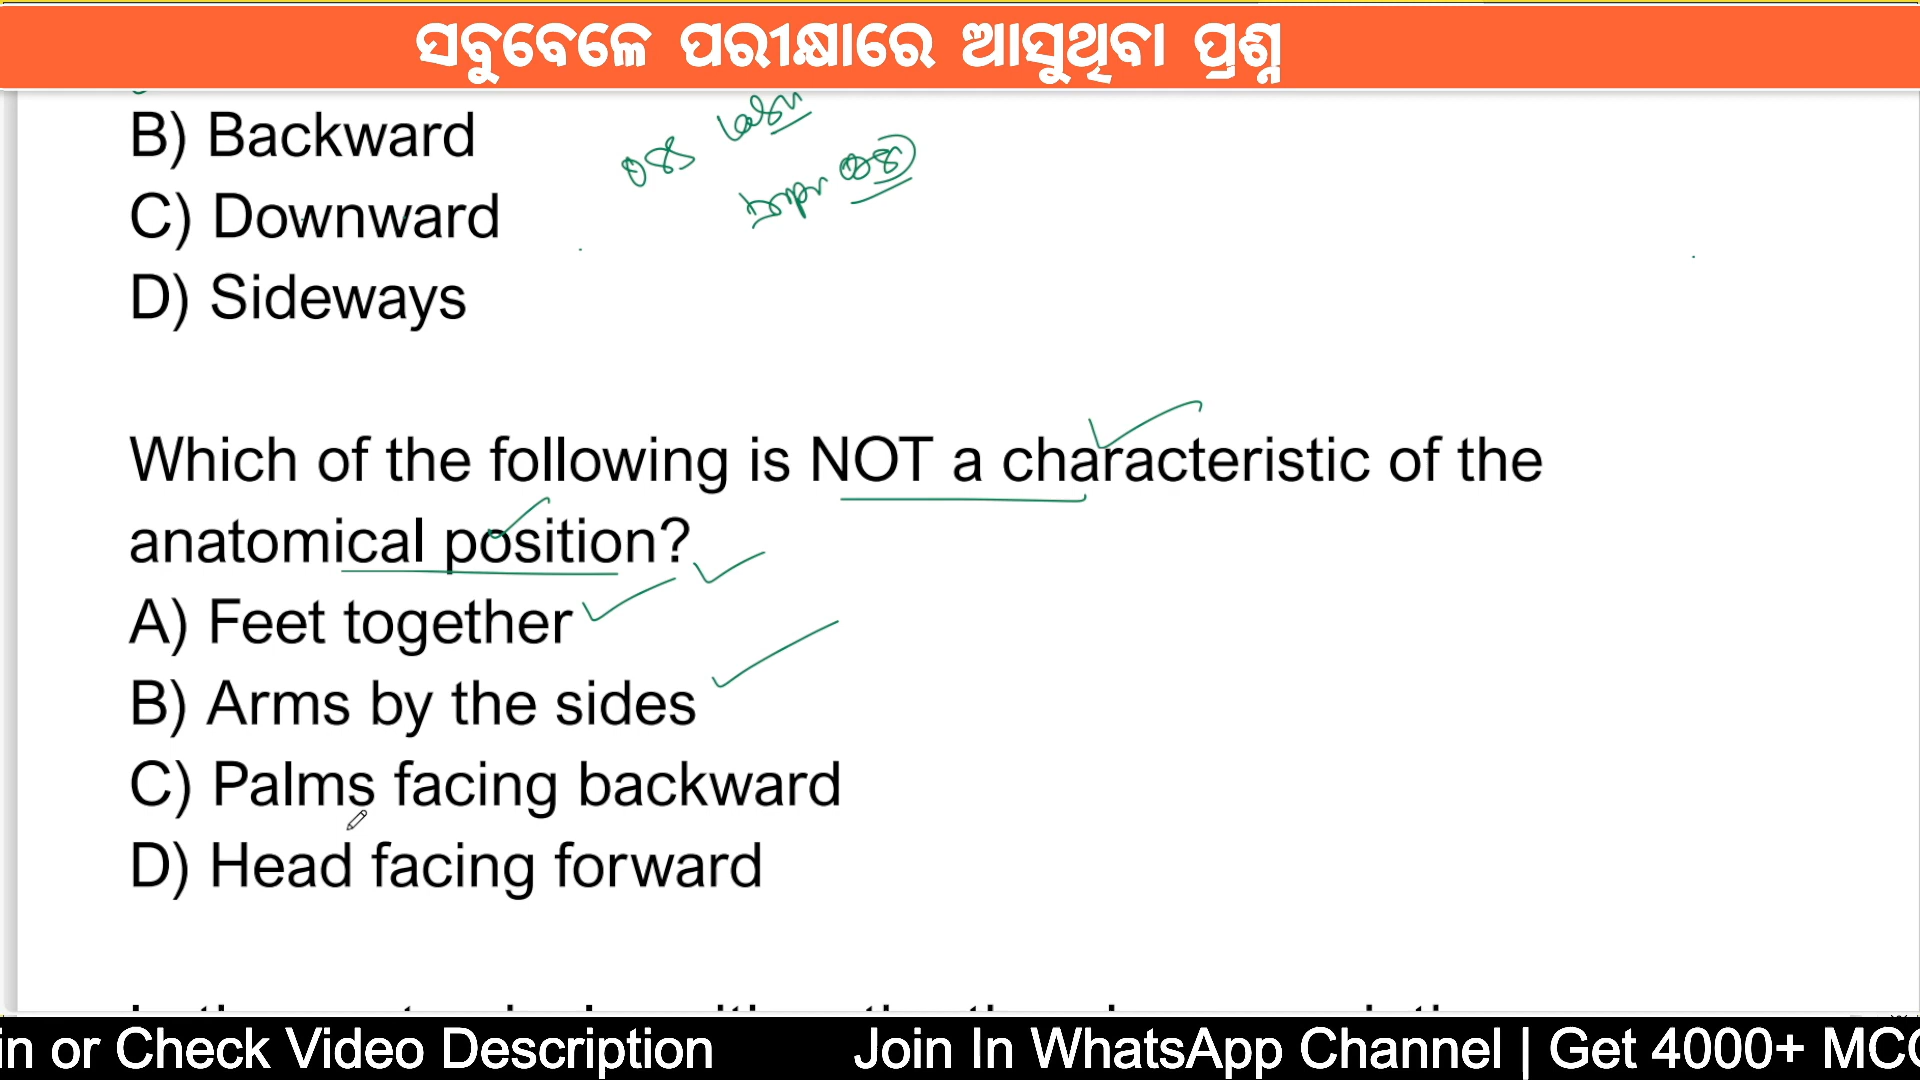 ସବୁବେଳେ ପରୀକ୍ଷାରେ ଆସୁଥିବା ପ୍ରଶ୍ନ
B) Backward
C) Downward
D) Sideways
Which of the following is NOT a characteristic of the
anatomical position?
A) Feet together
B) Arms by the sides
C) Palms facing backward
D) Head facing forward
in or Check Video Description Join In WhatsApp Channel | Get 4000+ MC